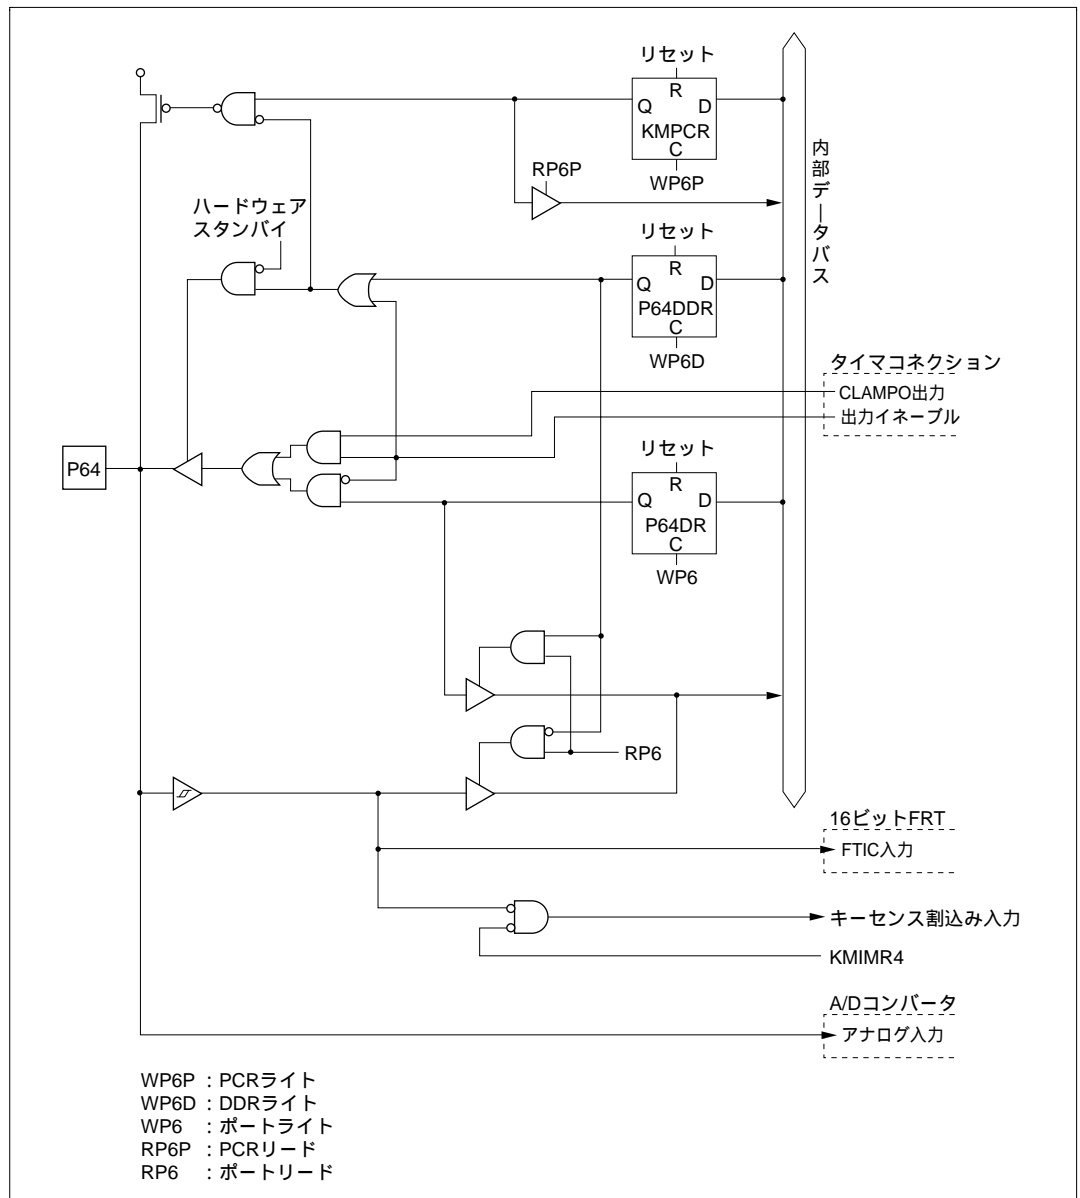 リセット
R
Q D
KMPCR
C
WP6P
RP6P
内部データバス
ハードウェア
スタンバイ
リセット
R
Q D
P64DDR
C
WP6D
タイマコネクション
CLAMPO出力
出力イネーブル
P64
リセット
R
Q D
P64DR
C
WP6
RP6
16ビットFRT
FTIC入力
キーセンス割込み入力
KMIMR4
A/Dコンバータ
アナログ入力
WP6P : PCRライト
WP6D : DDRライト
WP6 : ポートライト
RP6P : PCRリード
RP6 : ポートリード